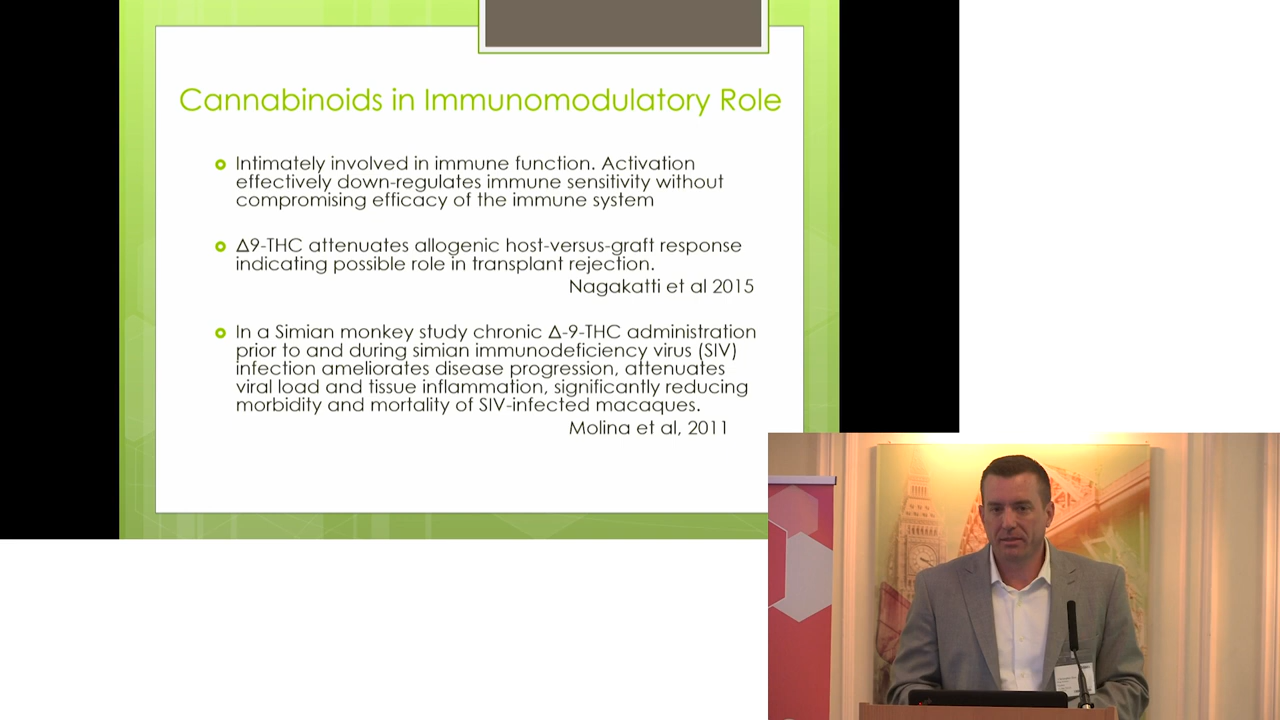 Cannabinoids in Immunomodulatory Role
Intimately involved in immune function. Activation
effectively down-regulates immune sensitivity without
compromising efficacy of the immune system
Δ9-THC attenuates allogenic host-versus-graft response
indicating possible role in transplant rejection.
Nagakatti et al 2015
In a Simian monkey study chronic Δ-9-THC administration
prior to and during simian immunodeficiency virus (SIV)
infection ameliorates disease progression, attenuates
viral load and tissue inflammation, significantly reducing
morbidity and mortality of SIV-infected macaques.
Molina et al, 2011